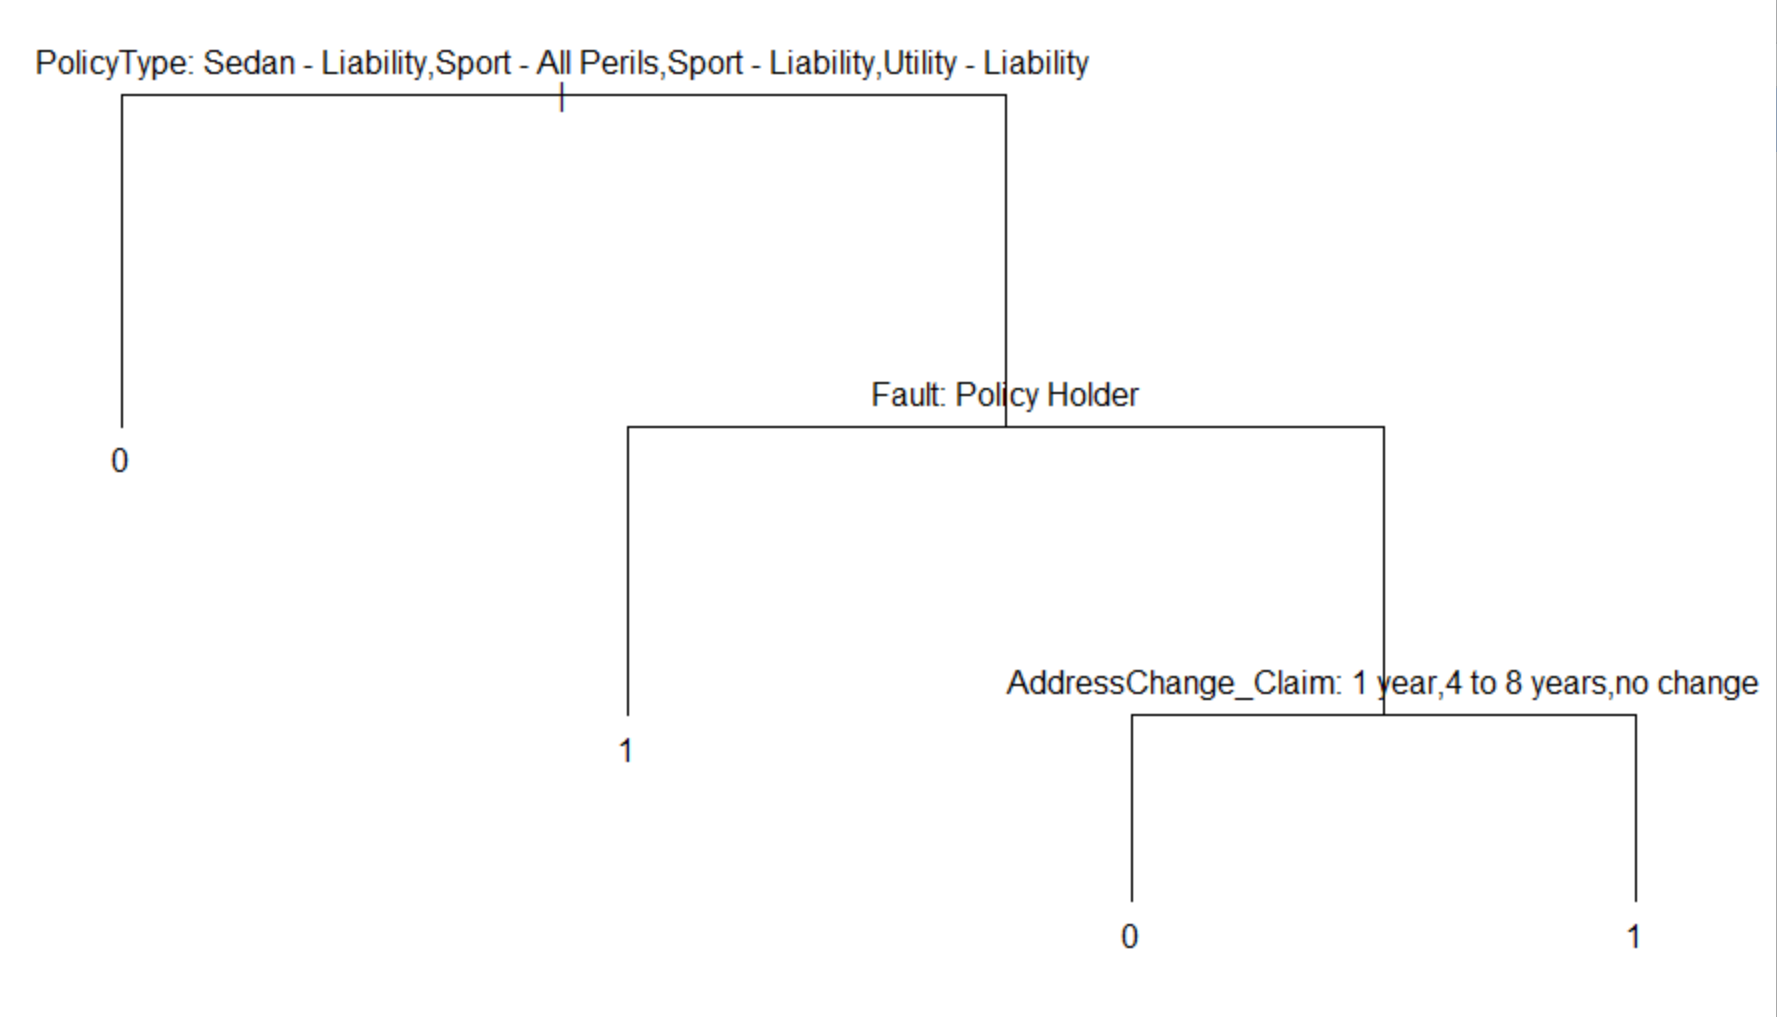 PolicyType: Sedan - Liability,Sport - All Perils,Sport - Liability,Utility - Liability
0
Fault: Policy Holder
1
AddressChange_Claim: 1 year,4 to 8 years,no change
0
1